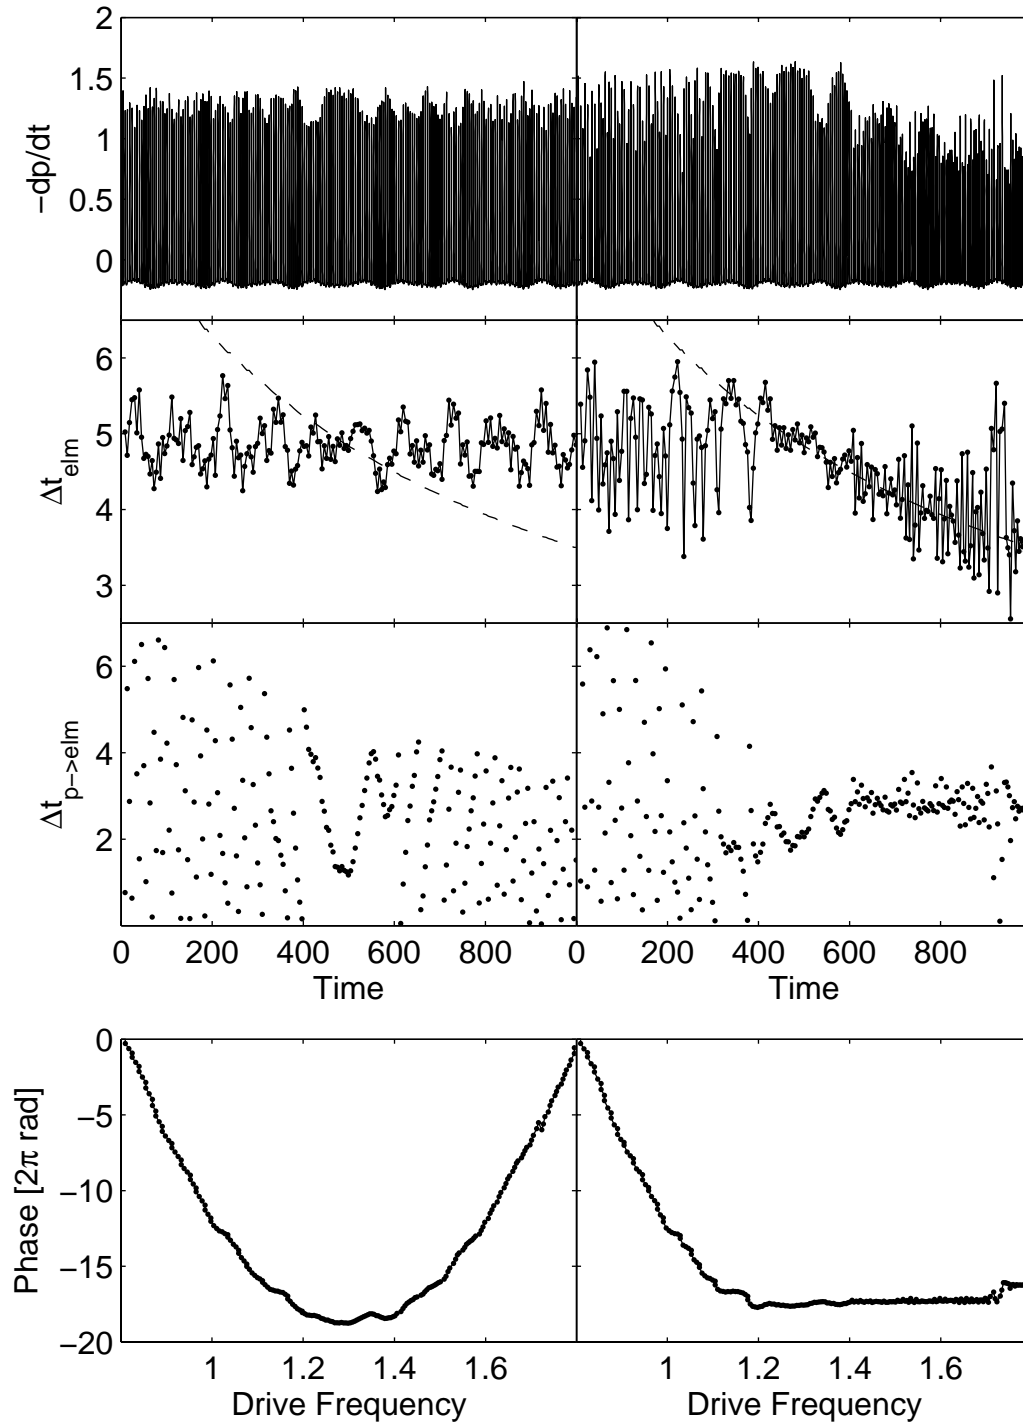 2
1.5
1
0.5
0
−dp/dt
6
5
4
3
Δt_elm
6
4
2
Δt_p−>elm
0 200 400 600 800 0 200 400 600 800
Time Time
0
−5
−10
−15
−20
Phase [2π rad]
1 1.2 1.4 1.6 1 1.2 1.4 1.6
Drive Frequency Drive Frequency